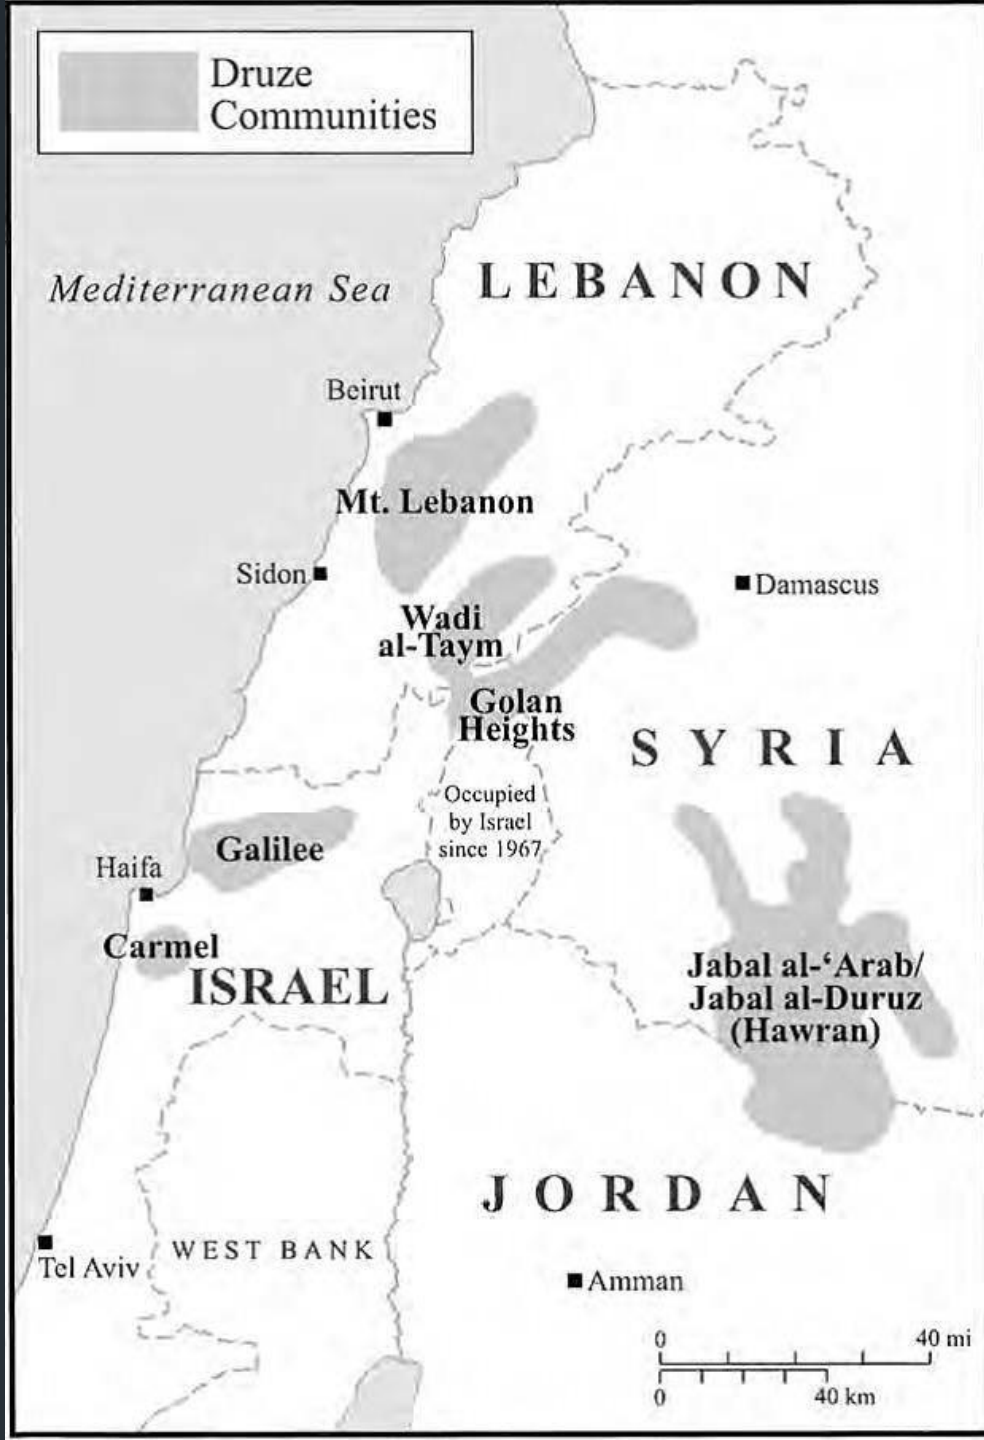 Druze
Communities
Mediterranean Sea
LEBANON
Beirut
Mt. Lebanon
Sidon
Damascus
Wadi
al-Taym
Golan
Heights
SYRIA
Occupied
by Israel
since 1967
Galilee
Haifa
Carmel
ISRAEL
Jabal al-‘Arab/
Jabal al-Duruz
(Hawran)
JORDAN
WEST BANK
Tel Aviv
Amman
0 40 mi
0 40 km